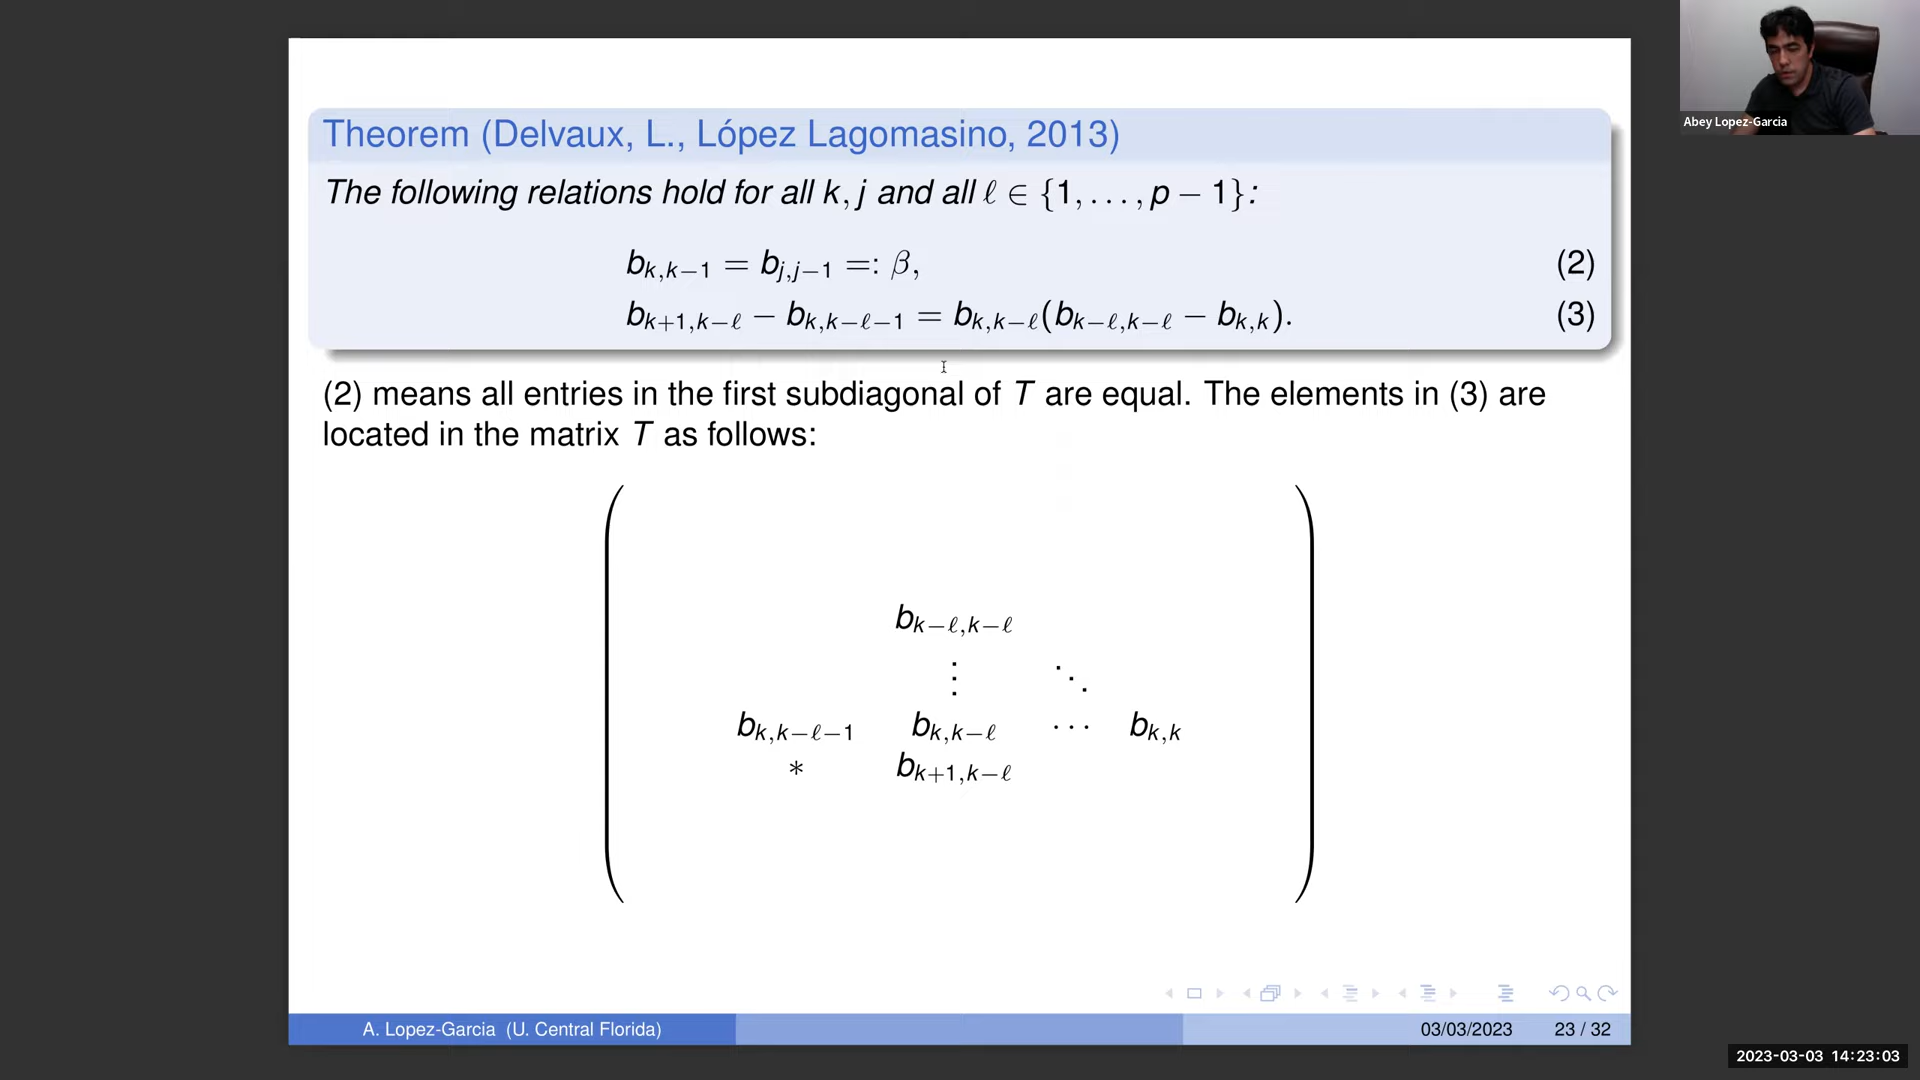 Abey Lopez-Garcia
Theorem (Delvaux, L., López Lagomasino, 2013)
The following relations hold for all k, j and all ℓ ∈ {1, . . . , p − 1}:
b_{k,k−1} = b_{j,j−1} =: β, (2)
b_{k+1,k−ℓ} − b_{k,k−ℓ−1} = b_{k,k−ℓ}(b_{k−ℓ,k−ℓ} − b_{k,k}). (3)
(2) means all entries in the first subdiagonal of T are equal. The elements in (3) are
located in the matrix T as follows:
b_{k−ℓ,k−ℓ}
⋮ ⋱
b_{k,k−ℓ−1} b_{k,k−ℓ} ⋯ b_{k,k}
* b_{k+1,k−ℓ}
A. Lopez-Garcia (U. Central Florida) 03/03/2023 23 / 32
2023-03-03 14:23:03